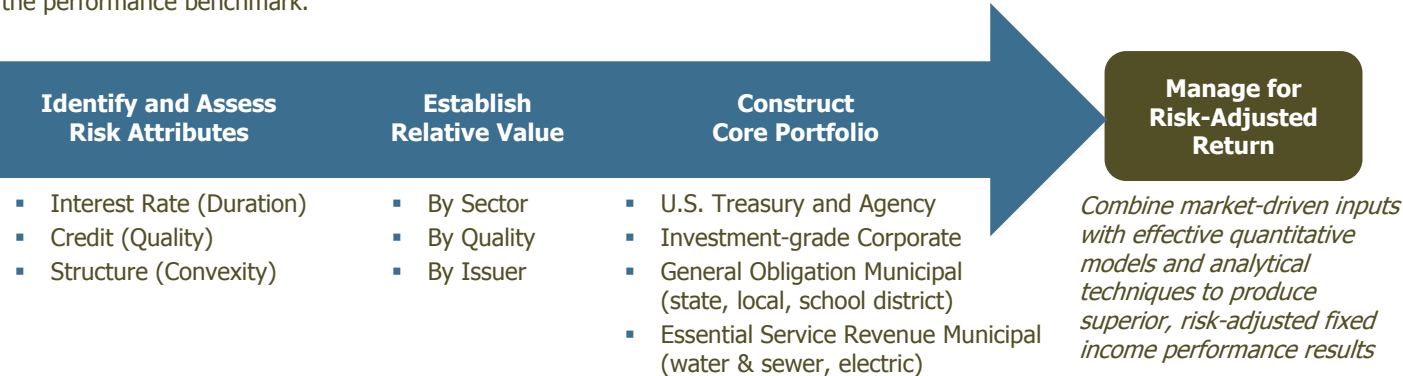 the performance benchmark.
Identify and Assess
Risk Attributes
Establish
Relative Value
Construct
Core Portfolio
Manage for
Risk-Adjusted
Return
▪ Interest Rate (Duration)
▪ Credit (Quality)
▪ Structure (Convexity)
▪ By Sector
▪ By Quality
▪ By Issuer
▪ U.S. Treasury and Agency
▪ Investment-grade Corporate
▪ General Obligation Municipal
(state, local, school district)
▪ Essential Service Revenue Municipal
(water & sewer, electric)
Combine market-driven inputs
with effective quantitative
models and analytical
techniques to produce
superior, risk-adjusted fixed
income performance results